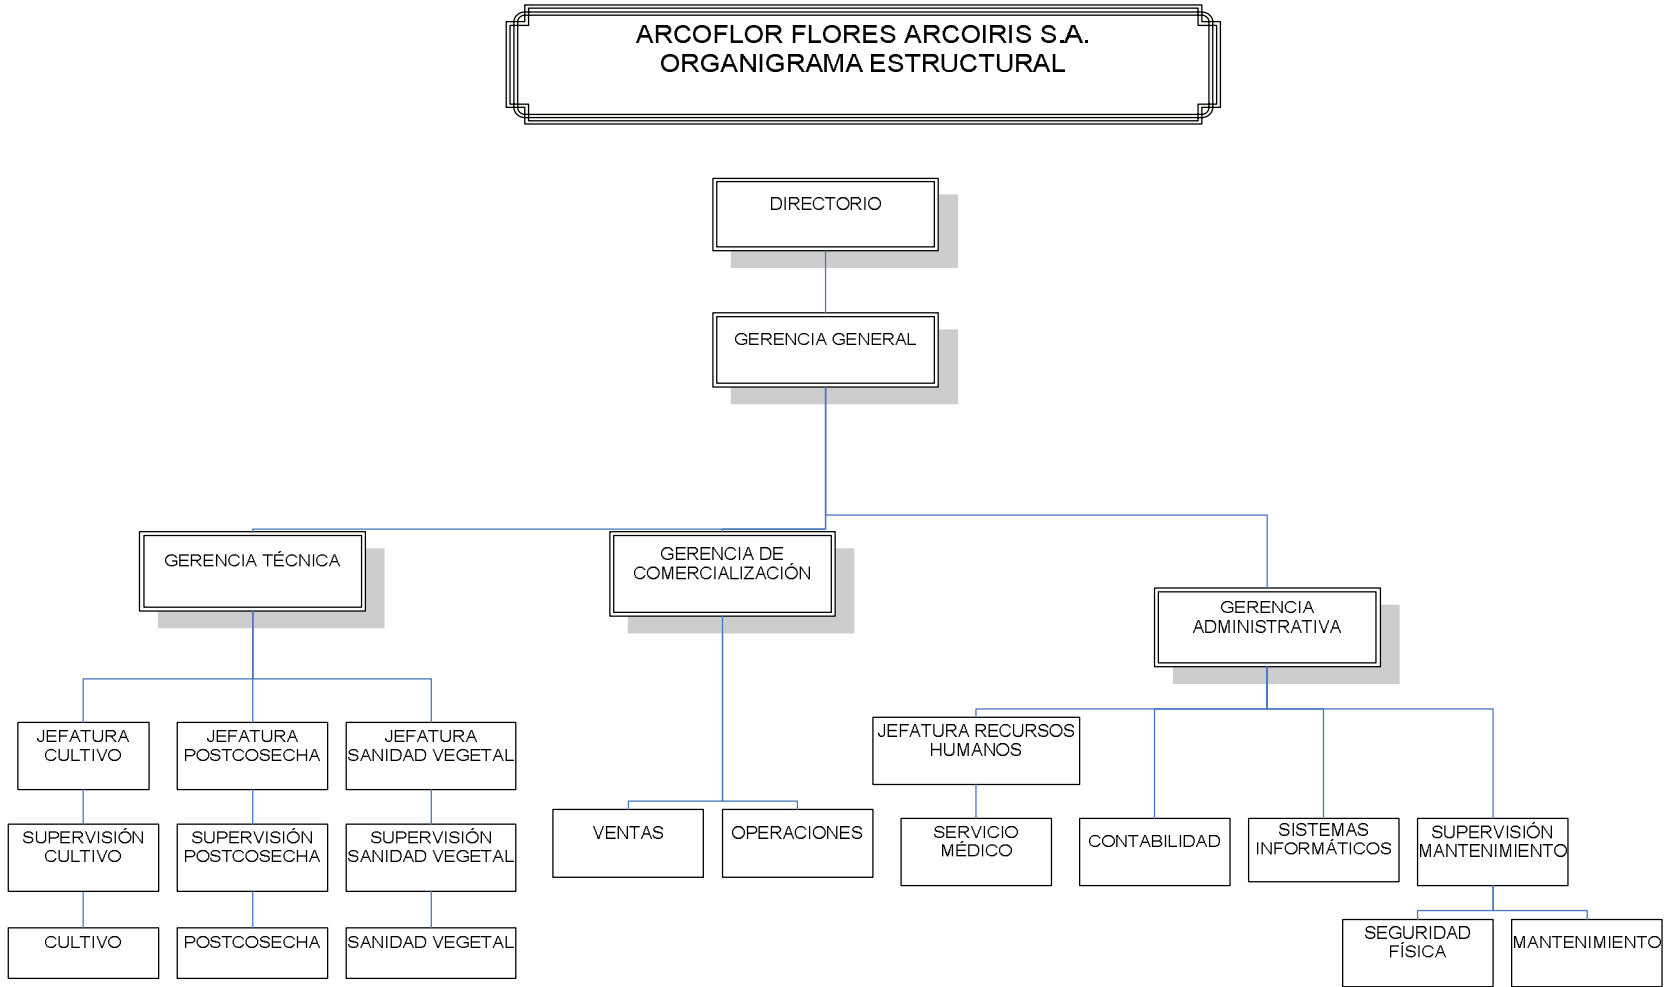 ARCOFLOR FLORES ARCOIRIS S.A.
ORGANIGRAMA ESTRUCTURAL
DIRECTORIO
GERENCIA GENERAL
GERENCIA TÉCNICA
GERENCIA DE
COMERCIALIZACIÓN
GERENCIA
ADMINISTRATIVA
JEFATURA
CULTIVO
JEFATURA
POSTCOSECHA
JEFATURA
SANIDAD VEGETAL
JEFATURA RECURSOS
HUMANOS
SUPERVISIÓN
CULTIVO
SUPERVISIÓN
POSTCOSECHA
SUPERVISIÓN
SANIDAD VEGETAL
VENTAS
OPERACIONES
SERVICIO
MÉDICO
CONTABILIDAD
SISTEMAS
INFORMÁTICOS
SUPERVISIÓN
MANTENIMIENTO
CULTIVO
POSTCOSECHA
SANIDAD VEGETAL
SEGURIDAD
FÍSICA
MANTENIMIENTO